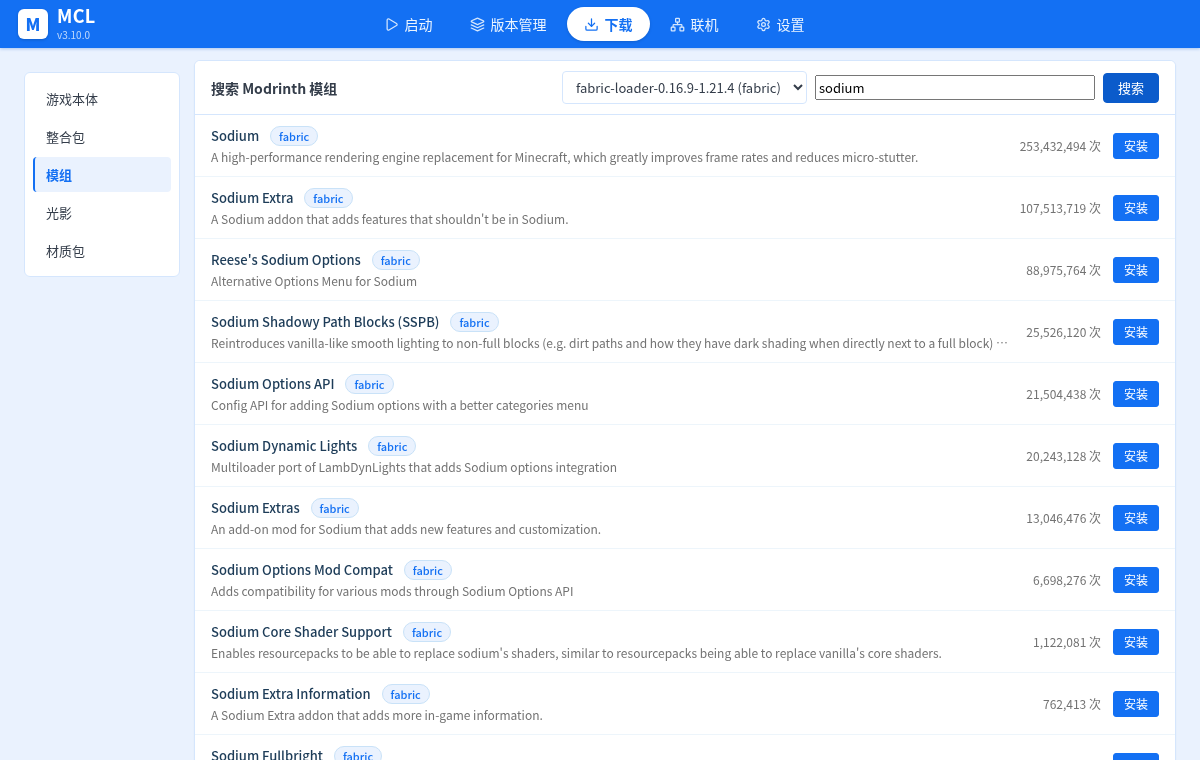 M
MCL
v3.10.0
启动
版本管理
下载
联机
设置
游戏本体
整合包
模组
光影
材质包
搜索 Modrinth 模组
fabric-loader-0.16.9-1.21.4 (fabric)
sodium
搜索
Sodium fabric
A high-performance rendering engine replacement for Minecraft, which greatly improves frame rates and reduces micro-stutter.
253,432,494 次 安装
Sodium Extra fabric
A Sodium addon that adds features that shouldn't be in Sodium.
107,513,719 次 安装
Reese's Sodium Options fabric
Alternative Options Menu for Sodium
88,975,764 次 安装
Sodium Shadowy Path Blocks (SSPB) fabric
Reintroduces vanilla-like smooth lighting to non-full blocks (e.g. dirt paths and how they have dark shading when directly next to a full block) …
25,526,120 次 安装
Sodium Options API fabric
Config API for adding Sodium options with a better categories menu
21,504,438 次 安装
Sodium Dynamic Lights fabric
Multiloader port of LambDynLights that adds Sodium options integration
20,243,128 次 安装
Sodium Extras fabric
An add-on mod for Sodium that adds new features and customization.
13,046,476 次 安装
Sodium Options Mod Compat fabric
Adds compatibility for various mods through Sodium Options API
6,698,276 次 安装
Sodium Core Shader Support fabric
Enables resourcepacks to be able to replace sodium's shaders, similar to resourcepacks being able to replace vanilla's core shaders.
1,122,081 次 安装
Sodium Extra Information fabric
A Sodium Extra addon that adds more in-game information.
762,413 次 安装
Sodium Fullbright fabric